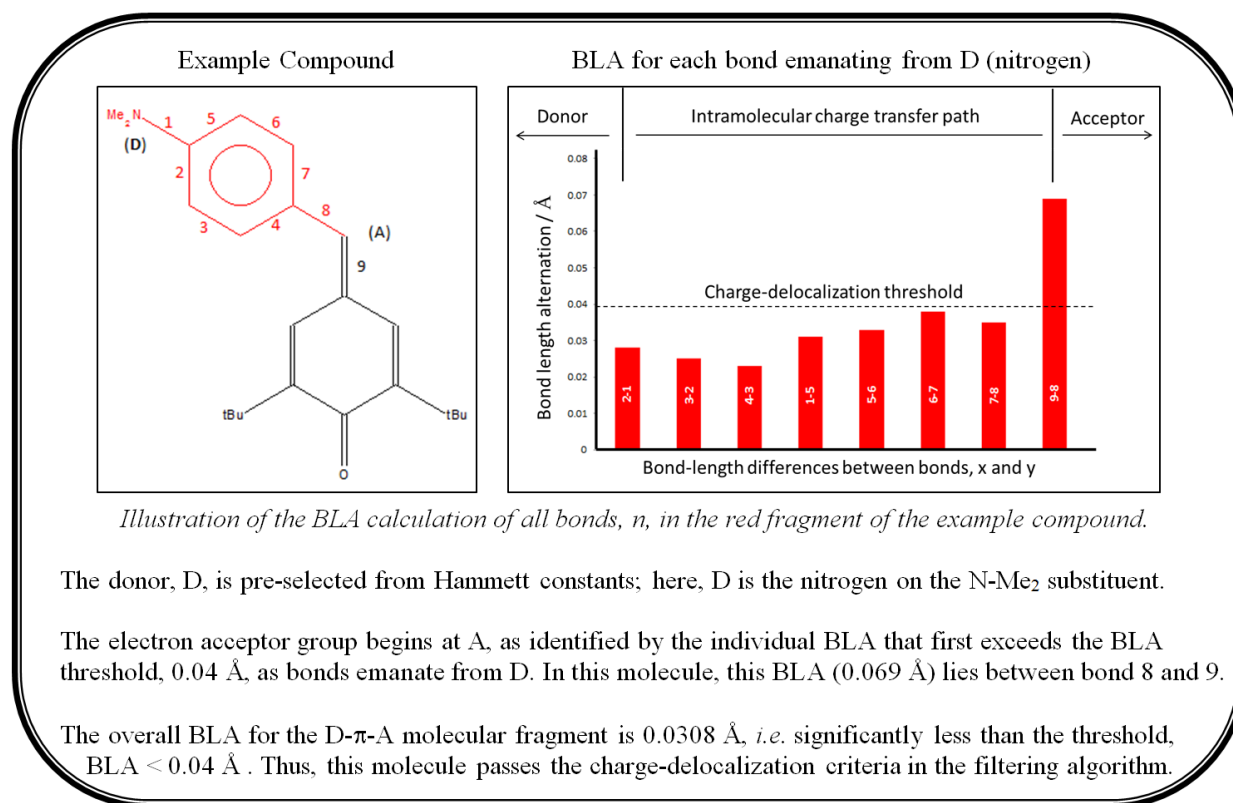 Example Compound
Me2N
1
5
6
(D)
2
7
3
4
8
(A)
9
tBu
tBu
O
BLA for each bond emanating from D (nitrogen)
Donor
Intramolecular charge transfer path
Acceptor
Bond length alternation / Å
0.08
0.07
0.06
0.05
0.04
0.03
0.02
0.01
0
Charge-delocalization threshold
2-1
3-2
4-3
1-5
5-6
6-7
7-8
9-8
Bond-length differences between bonds, x and y
Illustration of the BLA calculation of all bonds, n, in the red fragment of the example compound.
The donor, D, is pre-selected from Hammett constants; here, D is the nitrogen on the N-Me2 substituent.
The electron acceptor group begins at A, as identified by the individual BLA that first exceeds the BLA
threshold, 0.04 Å, as bonds emanate from D. In this molecule, this BLA (0.069 Å) lies between bond 8 and 9.
The overall BLA for the D-π-A molecular fragment is 0.0308 Å, i.e. significantly less than the threshold,
BLA < 0.04 Å . Thus, this molecule passes the charge-delocalization criteria in the filtering algorithm.